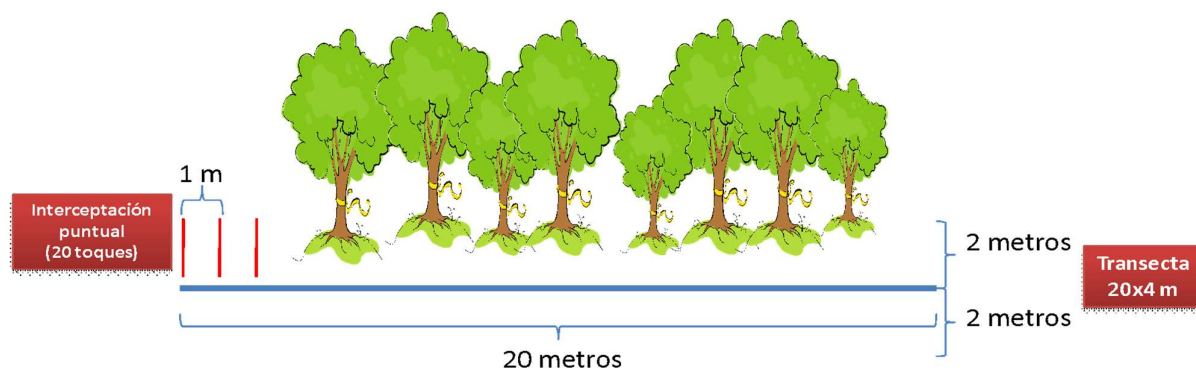 1 m
Interceptación
puntual
(20 toques)
2 metros
Transecta
20x4 m
2 metros
20 metros